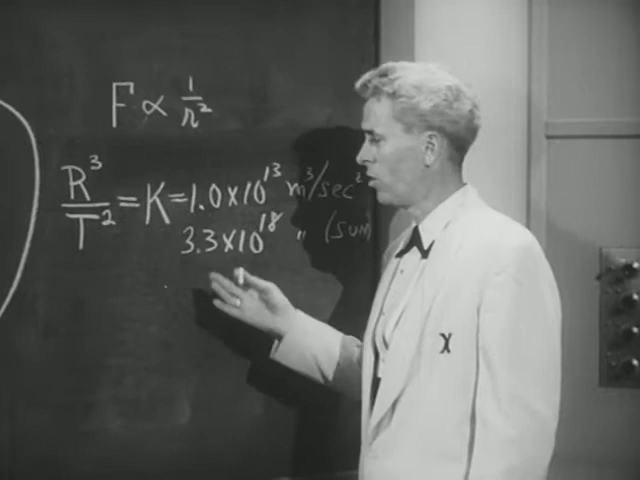 F ∝ 1/r²
R³/T² = K = 1.0×10¹³ m³/sec²
3.3×10¹⁸ " (SUN)